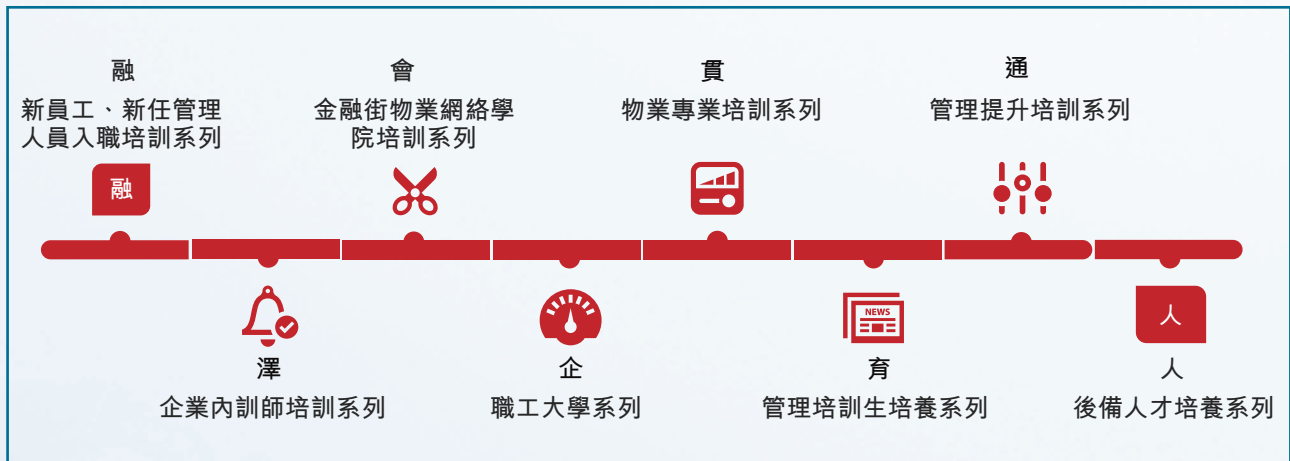 融
新員工、新任管理
人員入職培訓系列
融
會
金融街物業網絡學
院培訓系列
貫
物業專業培訓系列
通
管理提升培訓系列
澤
企業內訓師培訓系列
企
職工大學系列
NEWS
育
管理培訓生培養系列
人
人
後備人才培養系列